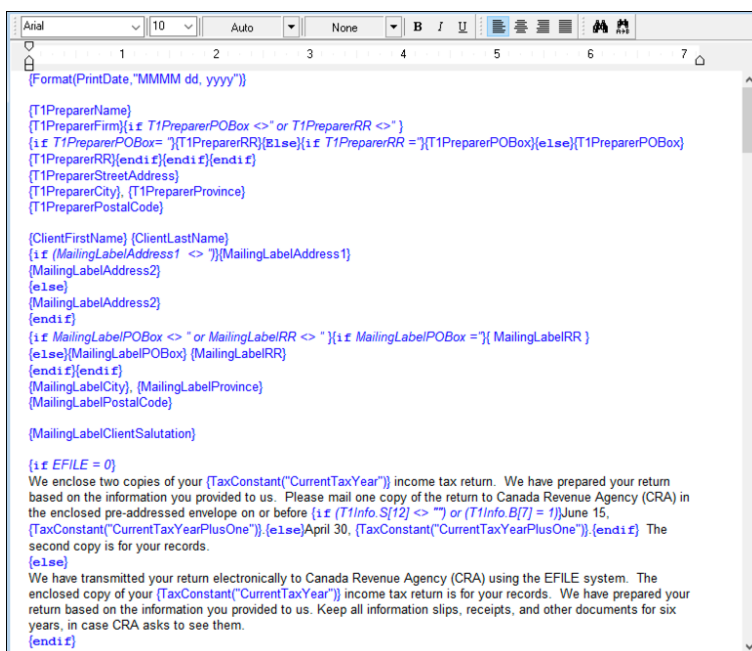 Arial 10 Auto None B I U
1 2 3 4 5 6 7
{Format(PrintDate,"MMMM dd, yyyy")}
{T1PreparerName}
{T1PreparerFirm}{if T1PreparerPOBox <>'' or T1PreparerRR <>'' }
{if T1PreparerPOBox= ''}{T1PreparerRR}{Else}{if T1PreparerRR =''}{T1PreparerPOBox}{else}{T1PreparerPOBox}
{T1PreparerRR}{endif}{endif}{endif}
{T1PreparerStreetAddress}
{T1PreparerCity}, {T1PreparerProvince}
{T1PreparerPostalCode}
{ClientFirstName} {ClientLastName}
{if (MailingLabelAddress1 <> '')}{MailingLabelAddress1}
{MailingLabelAddress2}
{else}
{MailingLabelAddress2}
{endif}
{if MailingLabelPOBox <> '' or MailingLabelRR <> '' }{if MailingLabelPOBox =''}{ MailingLabelRR }
{else}{MailingLabelPOBox} {MailingLabelRR}
{endif}{endif}
{MailingLabelCity}, {MailingLabelProvince}
{MailingLabelPostalCode}
{MailingLabelClientSalutation}
{if EFILE = 0}
We enclose two copies of your {TaxConstant("CurrentTaxYear")} income tax return.  We have prepared your return
based on the information you provided to us.  Please mail one copy of the return to Canada Revenue Agency (CRA) in
the enclosed pre-addressed envelope on or before {if (T1Info.S[12] <> "") or (T1Info.B[7] = 1)}June 15,
{TaxConstant("CurrentTaxYearPlusOne")}.{else}April 30, {TaxConstant("CurrentTaxYearPlusOne")}.{endif}  The
second copy is for your records.
{else}
We have transmitted your return electronically to Canada Revenue Agency (CRA) using the EFILE system.  The
enclosed copy of your {TaxConstant("CurrentTaxYear")} income tax return is for your records.  We have prepared your
return based on the information you provided to us. Keep all information slips, receipts, and other documents for six
years, in case CRA asks to see them.
{endif}